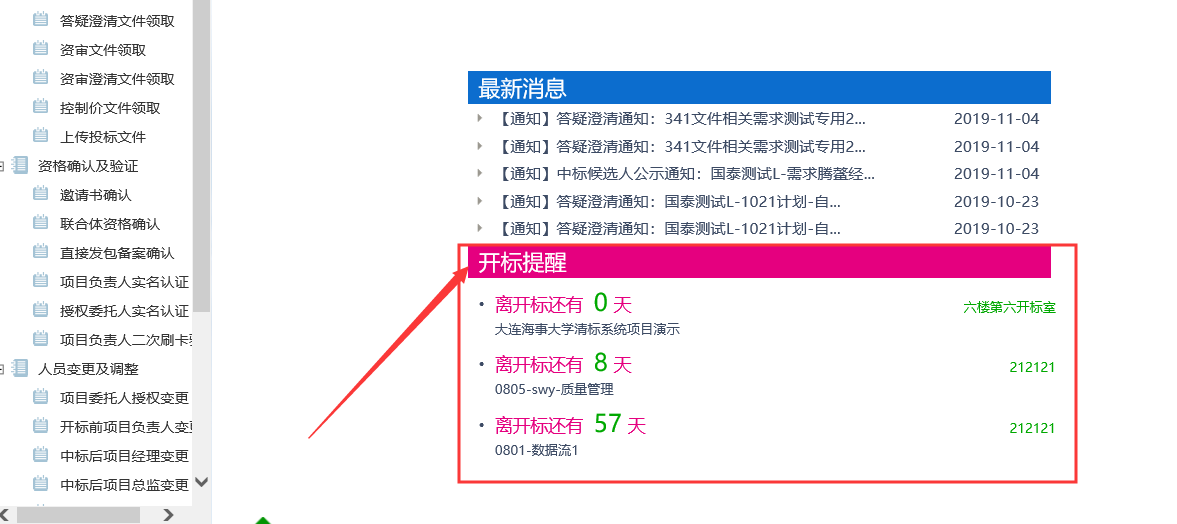 答疑澄清文件领取
资审文件领取
资审澄清文件领取
控制价文件领取
上传投标文件
资格确认及验证
邀请书确认
联合体资格确认
直接发包备案确认
项目负责人实名认证
授权委托人实名认证
项目负责人二次刷卡
人员变更及调整
项目委托人授权变更
开标前项目负责人变
中标后项目经理变更
中标后项目总监变更
最新消息
【通知】答疑澄清通知：341文件相关需求测试专用2... 2019-11-04
【通知】答疑澄清通知：341文件相关需求测试专用2... 2019-11-04
【通知】中标候选人公示通知：国泰测试L-需求腾蘷经... 2019-11-04
【通知】答疑澄清通知：国泰测试L-1021计划-自... 2019-10-23
【通知】答疑澄清通知：国泰测试L-1021计划-自... 2019-10-23
开标提醒
离开标还有 0 天 六楼第六开标室
大连海事大学清标系统项目演示
离开标还有 8 天 212121
0805-swy-质量管理
离开标还有 57 天 212121
0801-数据流1